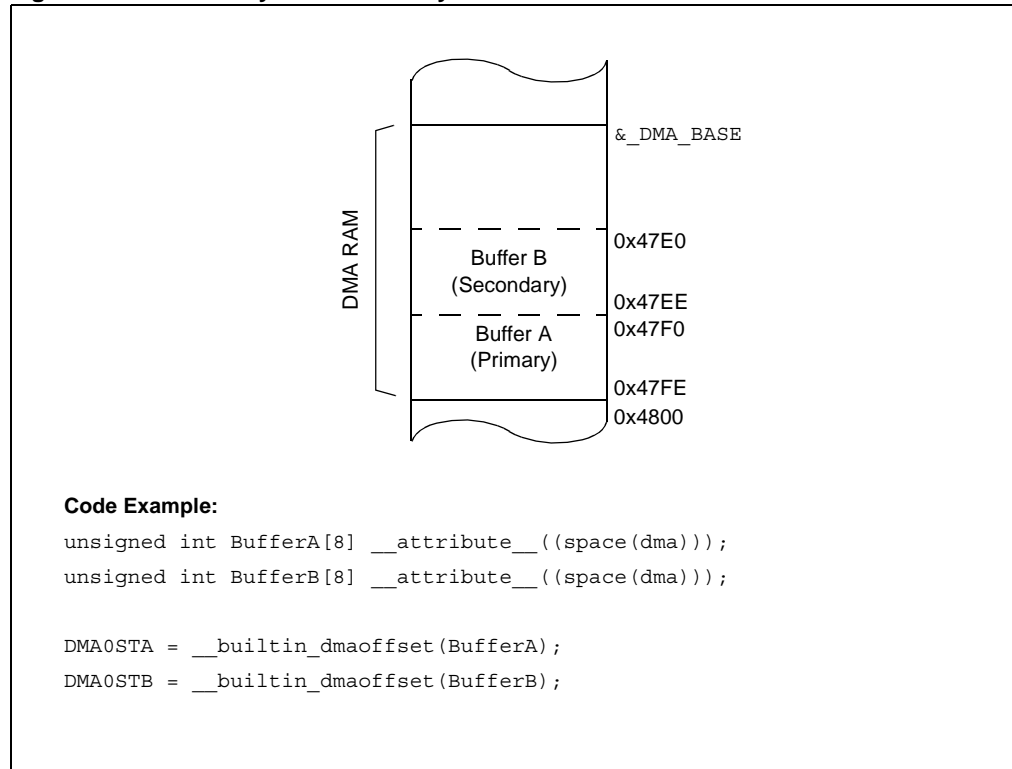 &_DMA_BASE
DMA RAM
0x47E0
Buffer B
(Secondary)
0x47EE
Buffer A
0x47F0
(Primary)
0x47FE
0x4800
Code Example:
unsigned int BufferA[8] __attribute__((space(dma)));
unsigned int BufferB[8] __attribute__((space(dma)));
DMA0STA = __builtin_dmaoffset(BufferA);
DMA0STB = __builtin_dmaoffset(BufferB);